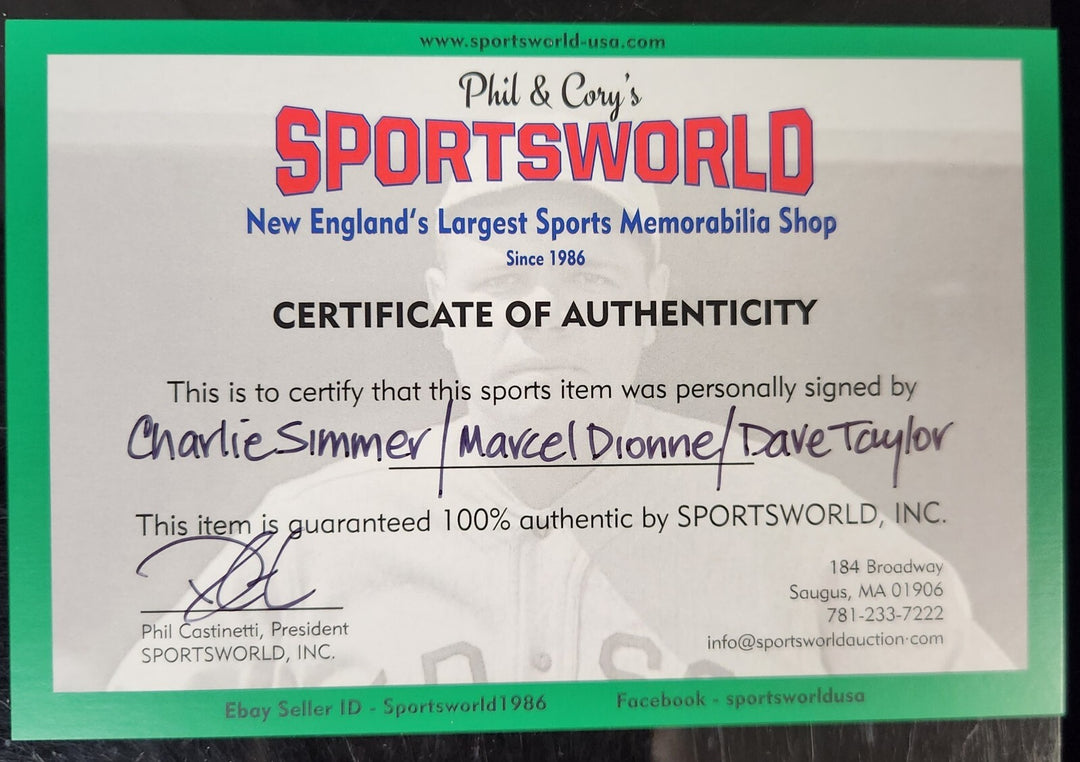 www.sportsworld-usa.com
Phil & Cory's
SPORTSWORLD
New England's Largest Sports Memorabilia Shop
Since 1986
CERTIFICATE OF AUTHENTICITY
This is to certify that this sports item was personally signed by
Charlie Simmer/Marcel Dionne/Dave Taylor
This item is guaranteed 100% authentic by SPORTSWORLD, INC.
Phil Castinetti, President
SPORTSWORLD, INC.
184 Broadway
Saugus, MA 01906
781-233-7222
info@sportsworldauction.com
Ebay Seller ID - Sportsworld1986
Facebook - sportsworldusa